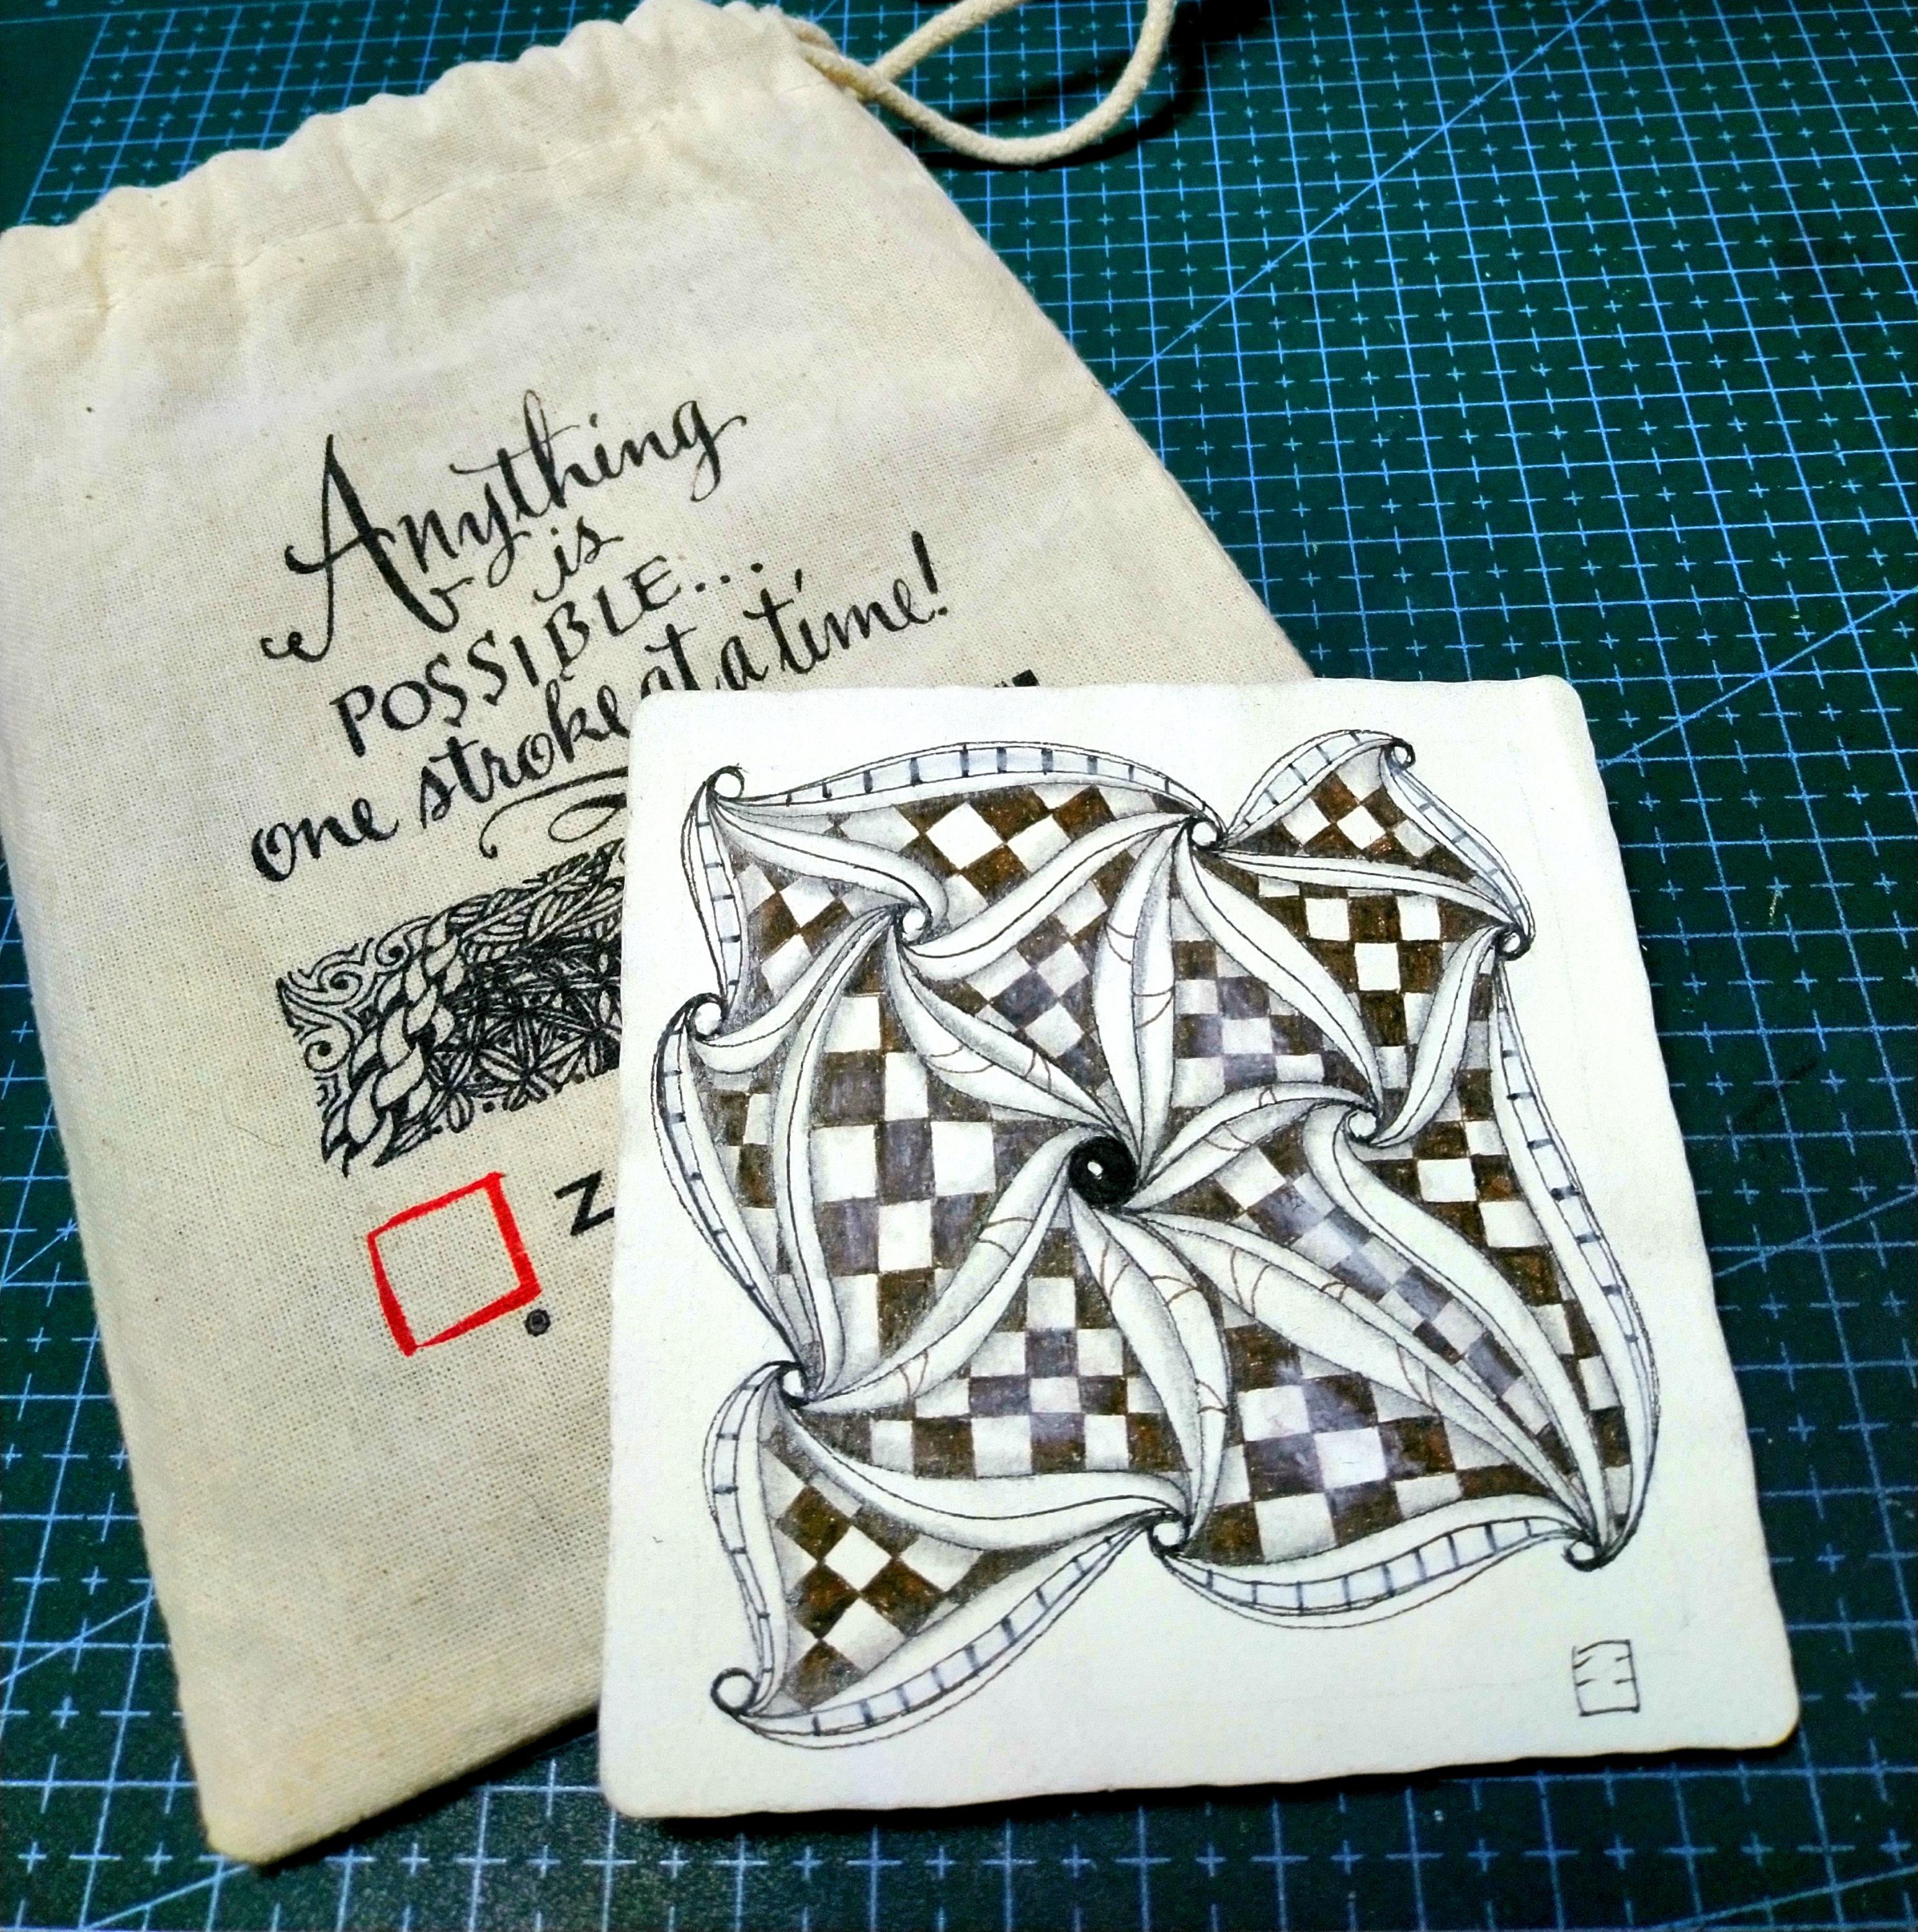 Anything
is
POSSIBLE...
one stroke at a time!
Z